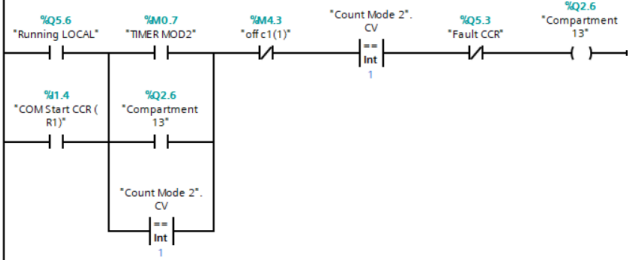 %Q5.6
"Running LOCAL"
%M0.7
"TIMER MOD2"
%M4.3
"off c1(1)"
"Count Mode 2".
CV
==
Int
1
%Q5.3
"Fault CCR"
%Q2.6
"Compartment
13"
%I1.4
"COM Start CCR (
R1)"
%Q2.6
"Compartment
13"
"Count Mode 2".
CV
==
Int
1